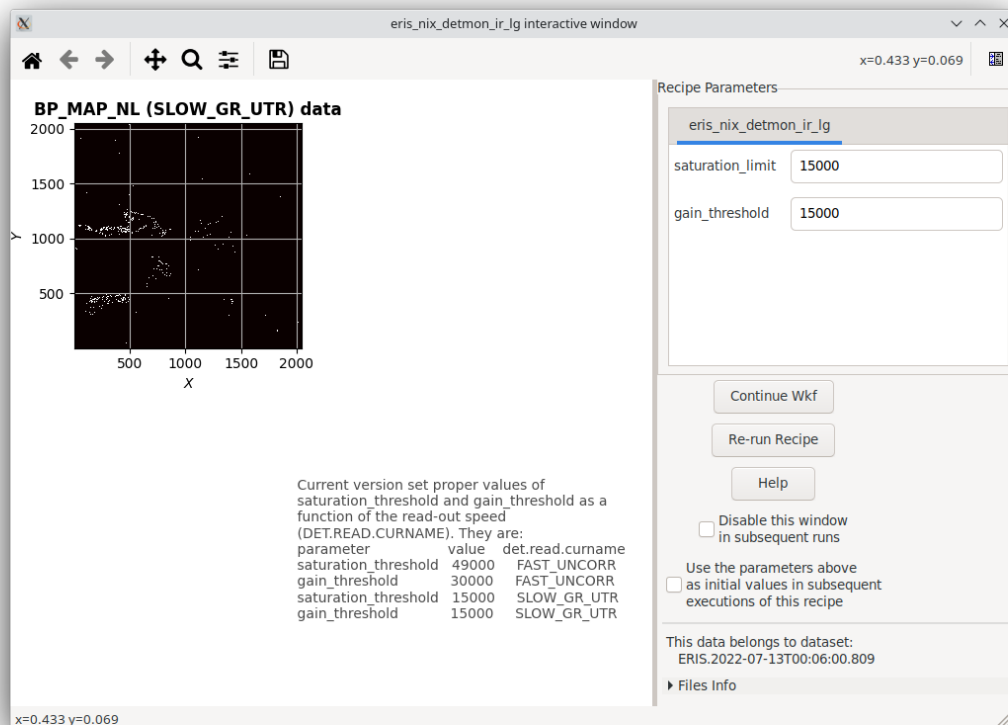 eris_nix_detmon_ir_lg interactive window
x=0.433 y=0.069
BP_MAP_NL (SLOW_GR_UTR) data
2000
1500
1000
500
Y
500 1000 1500 2000
X
Current version set proper values of
saturation_threshold and gain_threshold as a
function of the read-out speed
(DET.READ.CURNAME). They are:
parameter value det.read.curname
saturation_threshold 49000 FAST_UNCORR
gain_threshold 30000 FAST_UNCORR
saturation_threshold 15000 SLOW_GR_UTR
gain_threshold 15000 SLOW_GR_UTR
Recipe Parameters
eris_nix_detmon_ir_lg
saturation_limit 15000
gain_threshold 15000
Continue Wkf
Re-run Recipe
Help
Disable this window
in subsequent runs
Use the parameters above
as initial values in subsequent
executions of this recipe
This data belongs to dataset:
ERIS.2022-07-13T00:06:00.809
Files Info
x=0.433 y=0.069